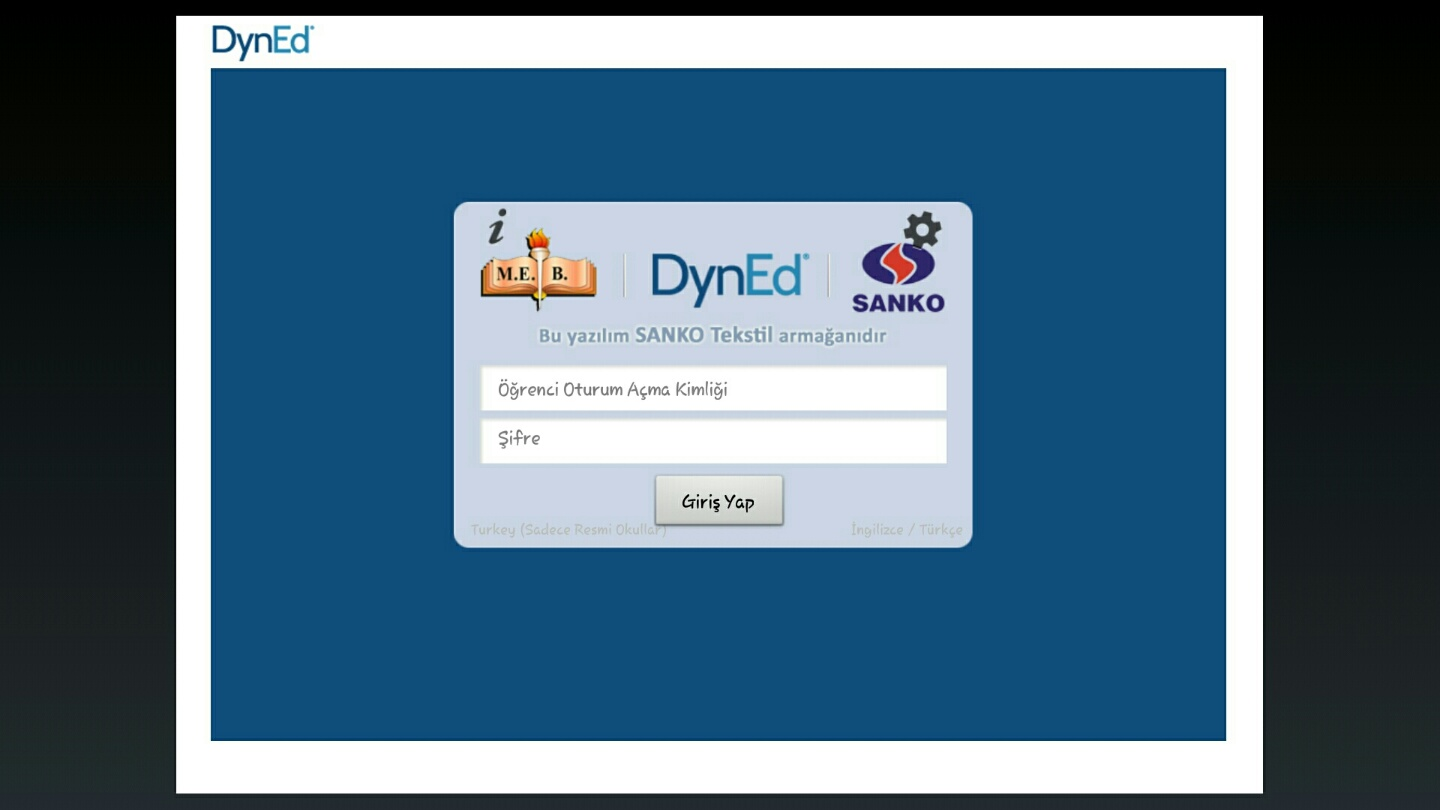 DynEd
M.E. B.
DynEd
SANKO
Bu yazılım SANKO Tekstil armağanıdır
Öğrenci Oturum Açma Kimliği
Şifre
Giriş Yap
Turkey (Sadece Resmi Okullar)
İngilizce / Türkçe